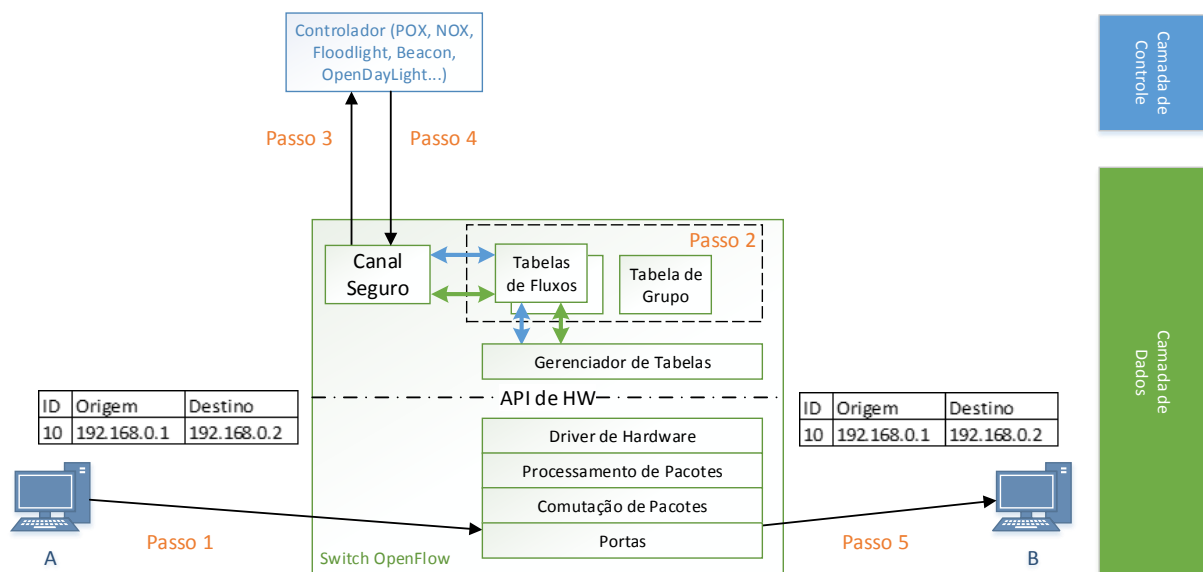 Controlador (POX, NOX,
Floodlight, Beacon,
OpenDayLight...)
Camada de
Controle
Passo 3
Passo 4
Passo 2
Canal
Seguro
Tabelas
de Fluxos
Tabela de
Grupo
Gerenciador de Tabelas
API de HW
Camada de
Dados
ID Origem Destino
10 192.168.0.1 192.168.0.2
ID Origem Destino
10 192.168.0.1 192.168.0.2
Driver de Hardware
Processamento de Pacotes
Comutação de Pacotes
Portas
Passo 1
Passo 5
A
Switch OpenFlow
B